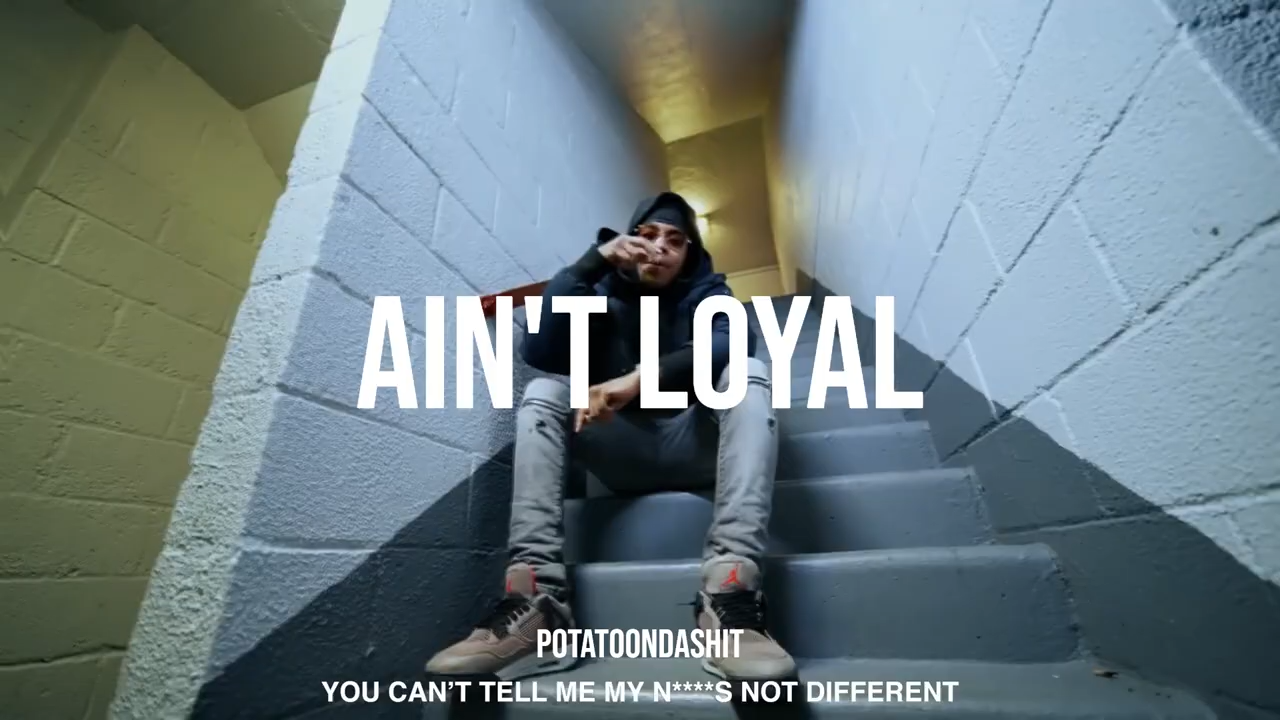 AIN'T LOYAL
POTATOONDASHIT
YOU CAN’T TELL ME MY N****S NOT DIFFERENT